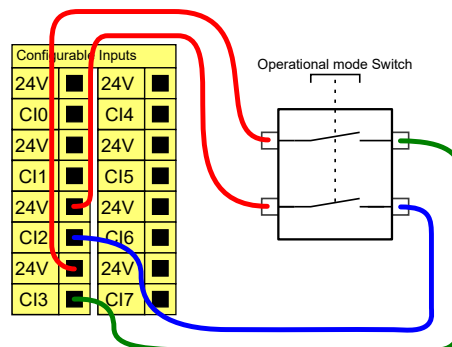 Configurable Inputs
Operational mode Switch
24V 24V
CI0 CI4
24V 24V
CI1 CI5
24V 24V
CI2 CI6
24V 24V
CI3 CI7